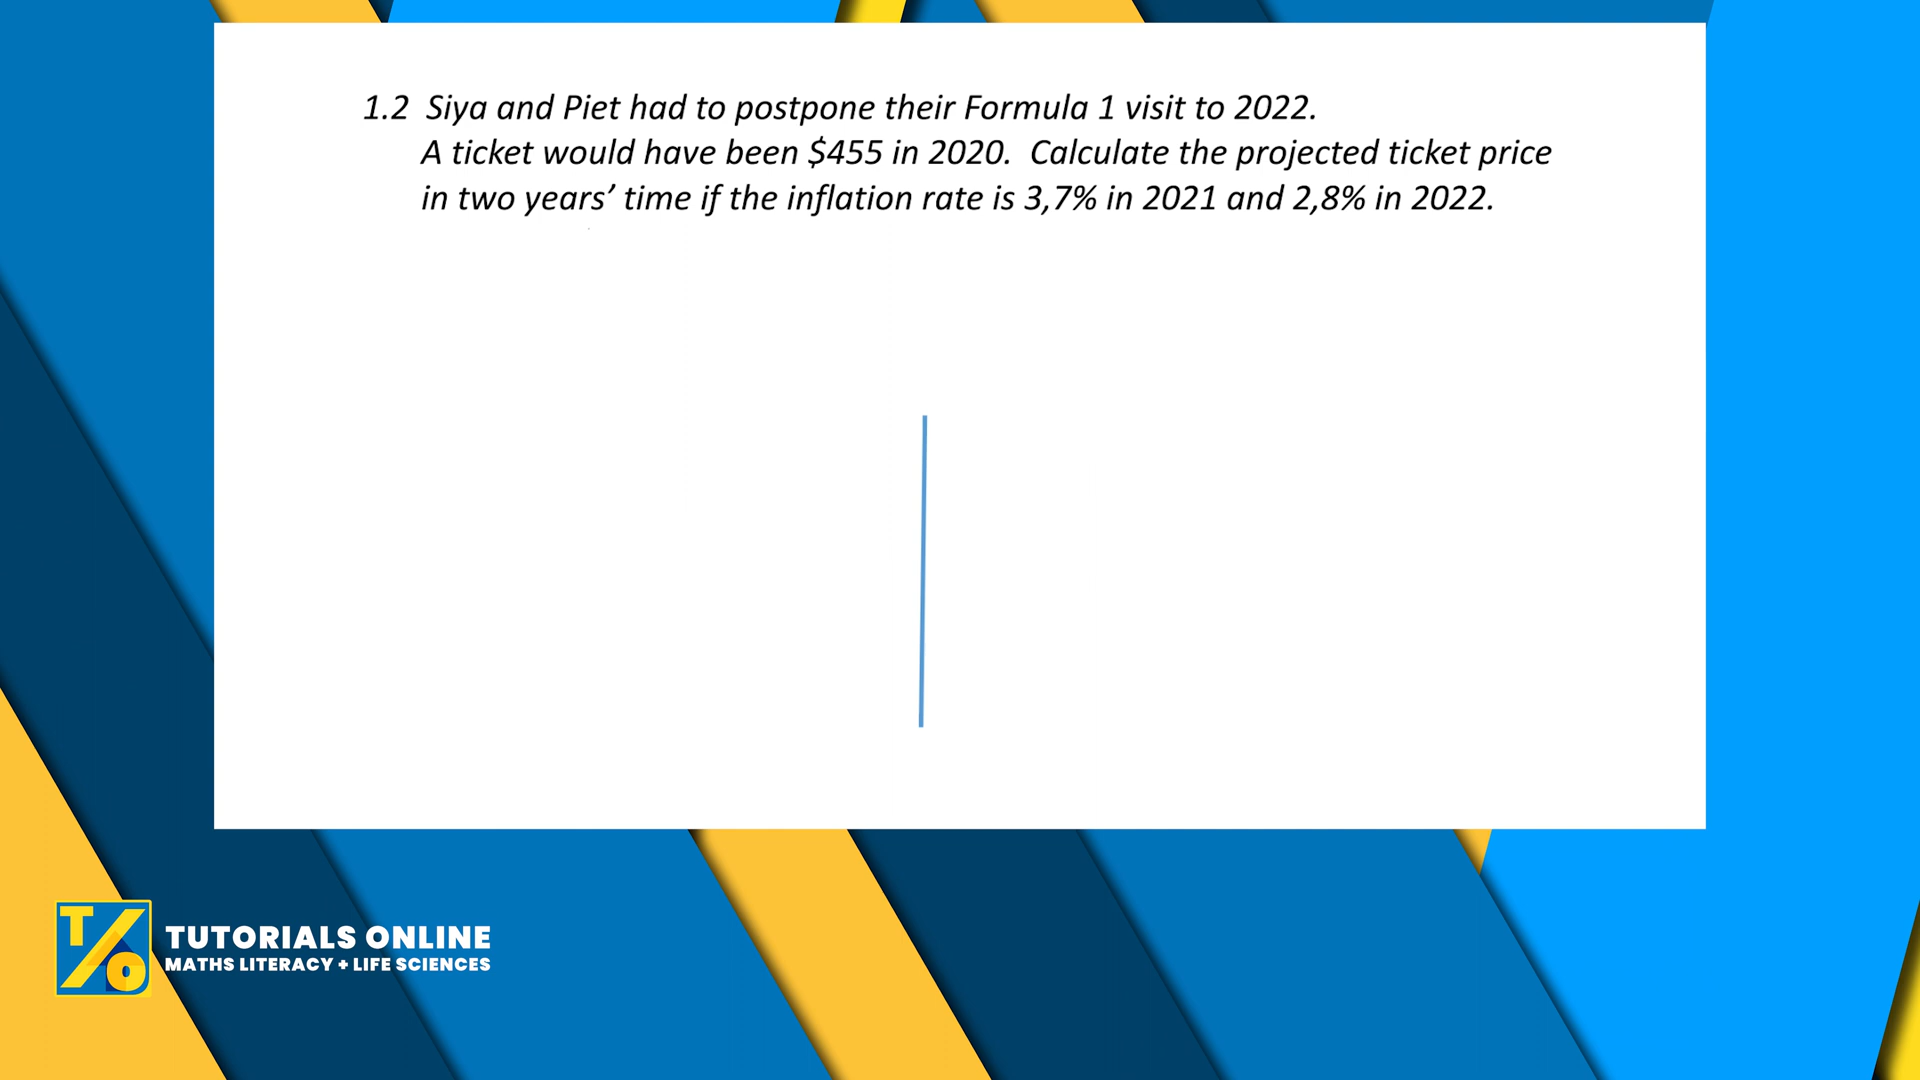 1.2 Siya and Piet had to postpone their Formula 1 visit to 2022.
A ticket would have been $455 in 2020. Calculate the projected ticket price
in two years’ time if the inflation rate is 3,7% in 2021 and 2,8% in 2022.
T/O
TUTORIALS ONLINE
MATHS LITERACY + LIFE SCIENCES